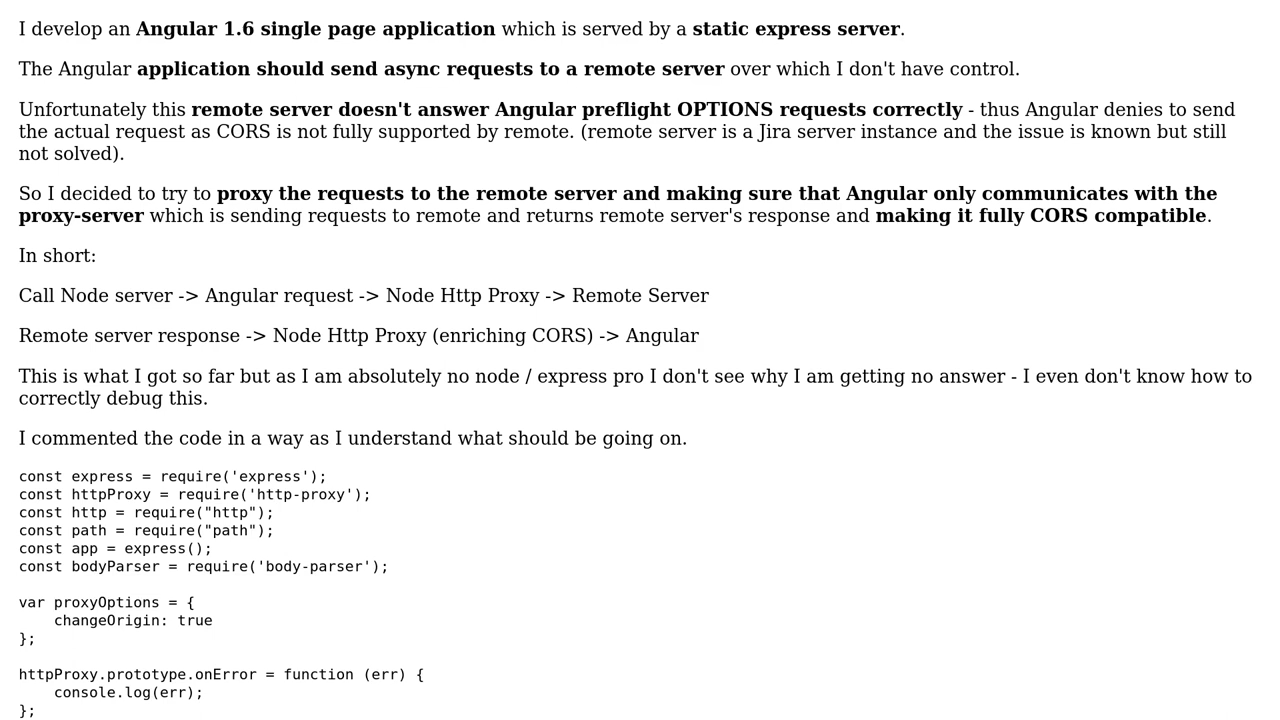 I develop an Angular 1.6 single page application which is served by a static express server.
The Angular application should send async requests to a remote server over which I don't have control.
Unfortunately this remote server doesn't answer Angular preflight OPTIONS requests correctly - thus Angular denies to send
the actual request as CORS is not fully supported by remote. (remote server is a Jira server instance and the issue is known but still
not solved).
So I decided to try to proxy the requests to the remote server and making sure that Angular only communicates with the
proxy-server which is sending requests to remote and returns remote server's response and making it fully CORS compatible.
In short:
Call Node server -> Angular request -> Node Http Proxy -> Remote Server
Remote server response -> Node Http Proxy (enriching CORS) -> Angular
This is what I got so far but as I am absolutely no node / express pro I don't see why I am getting no answer - I even don't know how to
correctly debug this.
I commented the code in a way as I understand what should be going on.
const express = require('express');
const httpProxy = require('http-proxy');
const http = require("http");
const path = require("path");
const app = express();
const bodyParser = require('body-parser');
var proxyOptions = {
    changeOrigin: true
};
httpProxy.prototype.onError = function (err) {
    console.log(err);
};